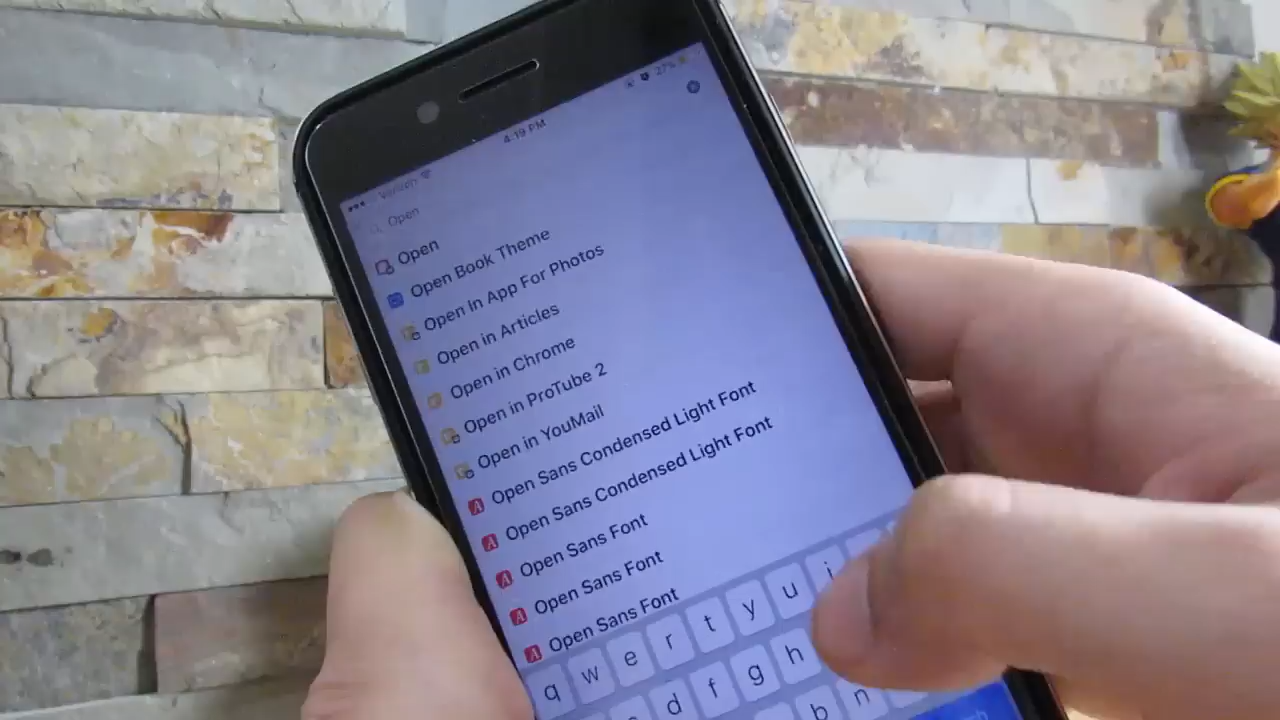 Verizon
4:19 PM
27%
Open
Open
Open Book Theme
Open In App For Photos
Open in Articles
Open in Chrome
Open in ProTube 2
Open in YouMail
Open Sans Condensed Light Font
Open Sans Condensed Light Font
Open Sans Font
Open Sans Font
Open Sans Font
q w e r t y u i
d f g h
b n